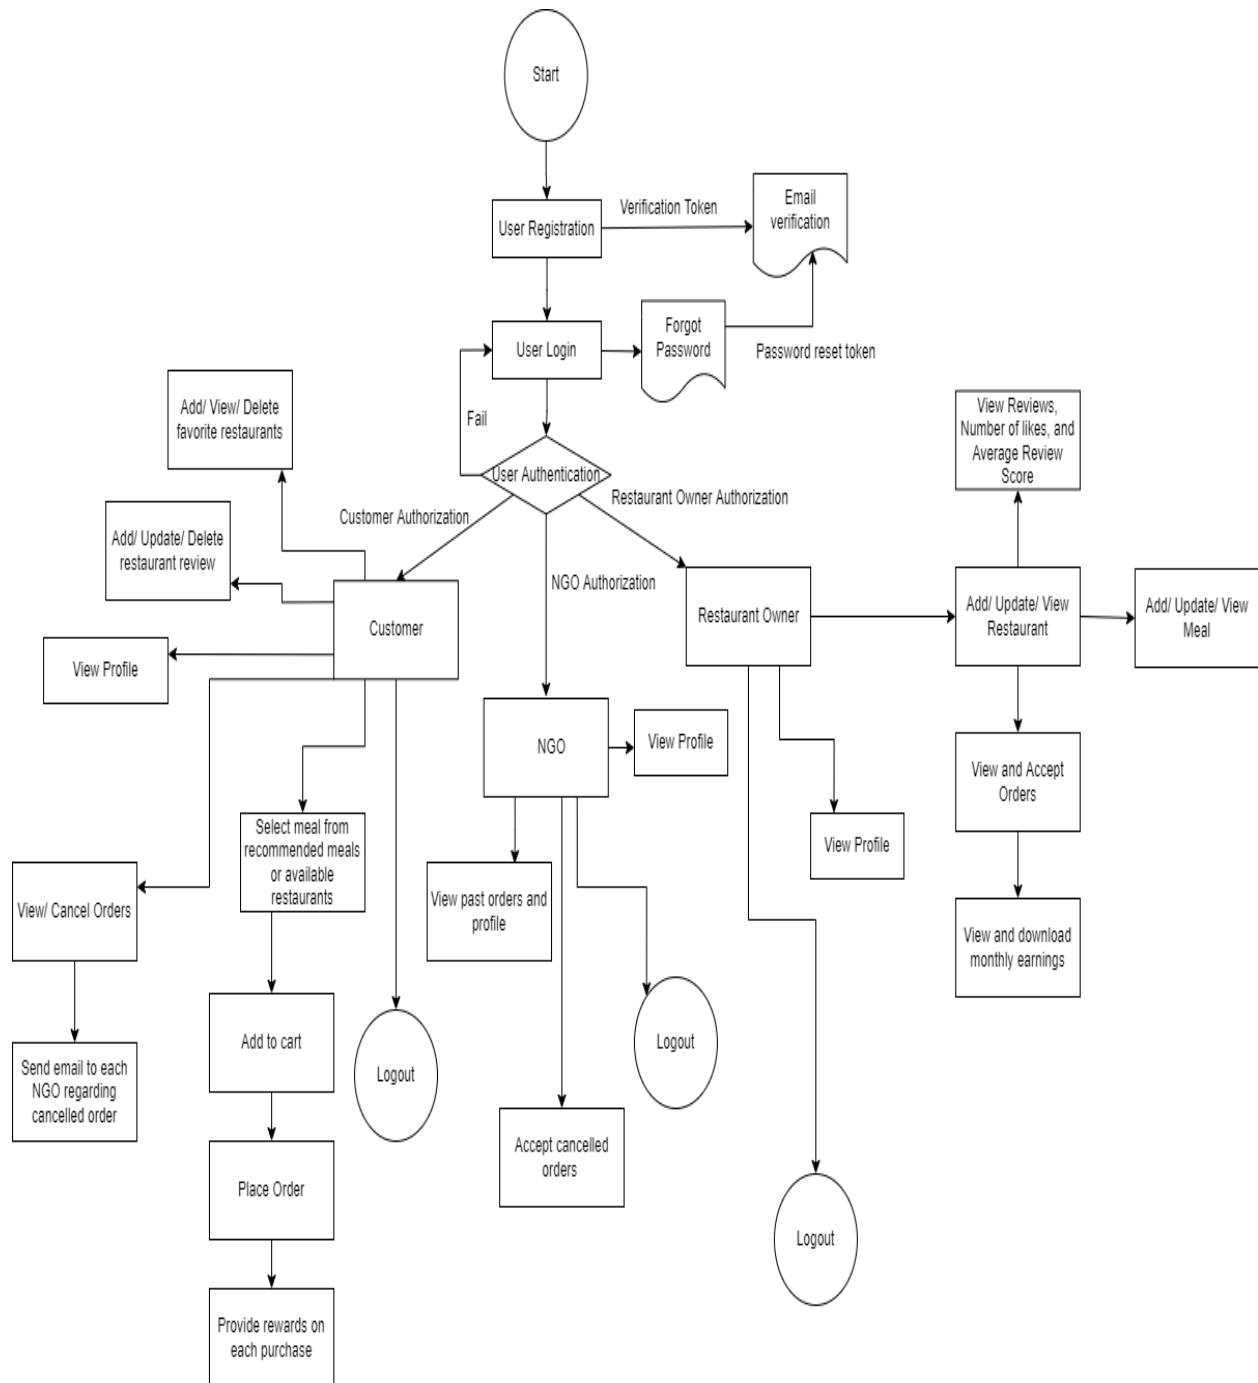 Start
User Registration
Verification Token
Email
verification
User Login
Forgot
Password
Password reset token
Fail
User Authentication
Add/ View/ Delete
favorite restaurants
Add/ Update/ Delete
restaurant review
View Profile
Customer Authorization
Customer
NGO Authorization
Restaurant Owner Authorization
Restaurant Owner
View Reviews,
Number of likes, and
Average Review
Score
Add/ Update/ View
Restaurant
Add/ Update/ View
Meal
NGO
View Profile
View and Accept
Orders
View Profile
View and download
monthly earnings
Select meal from
recommended meals
or available
restaurants
View/ Cancel Orders
View past orders and
profile
Send email to each
NGO regarding
cancelled order
Add to cart
Logout
Logout
Accept cancelled
orders
Place Order
Logout
Provide rewards on
each purchase